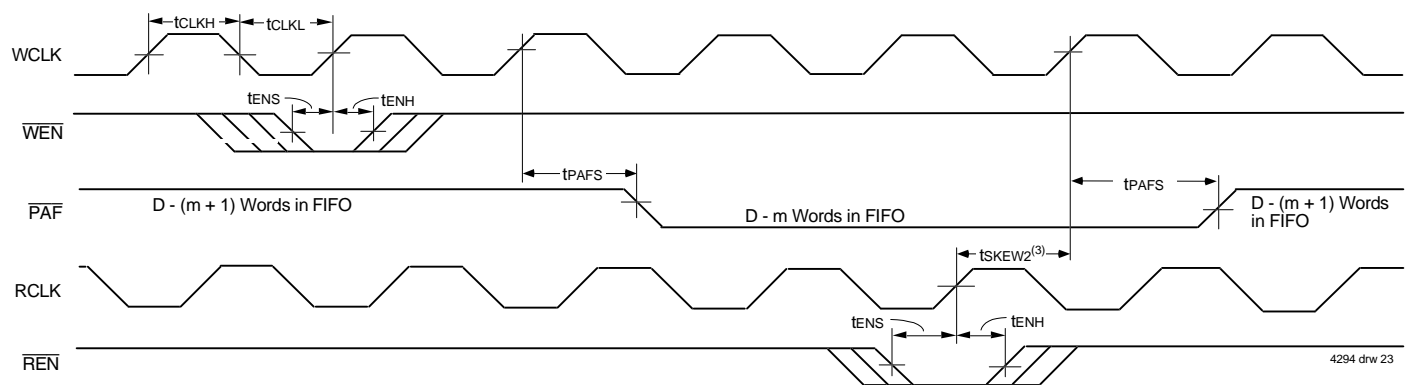 tCLKH
tCLKL
WCLK
tENS
tENH
WEN
tPAFS
tPAFS
PAF
D - (m + 1) Words in FIFO
D - m Words in FIFO
D - (m + 1) Words
in FIFO
tSKEW2(3)
RCLK
tENS
tENH
REN
4294 drw 23